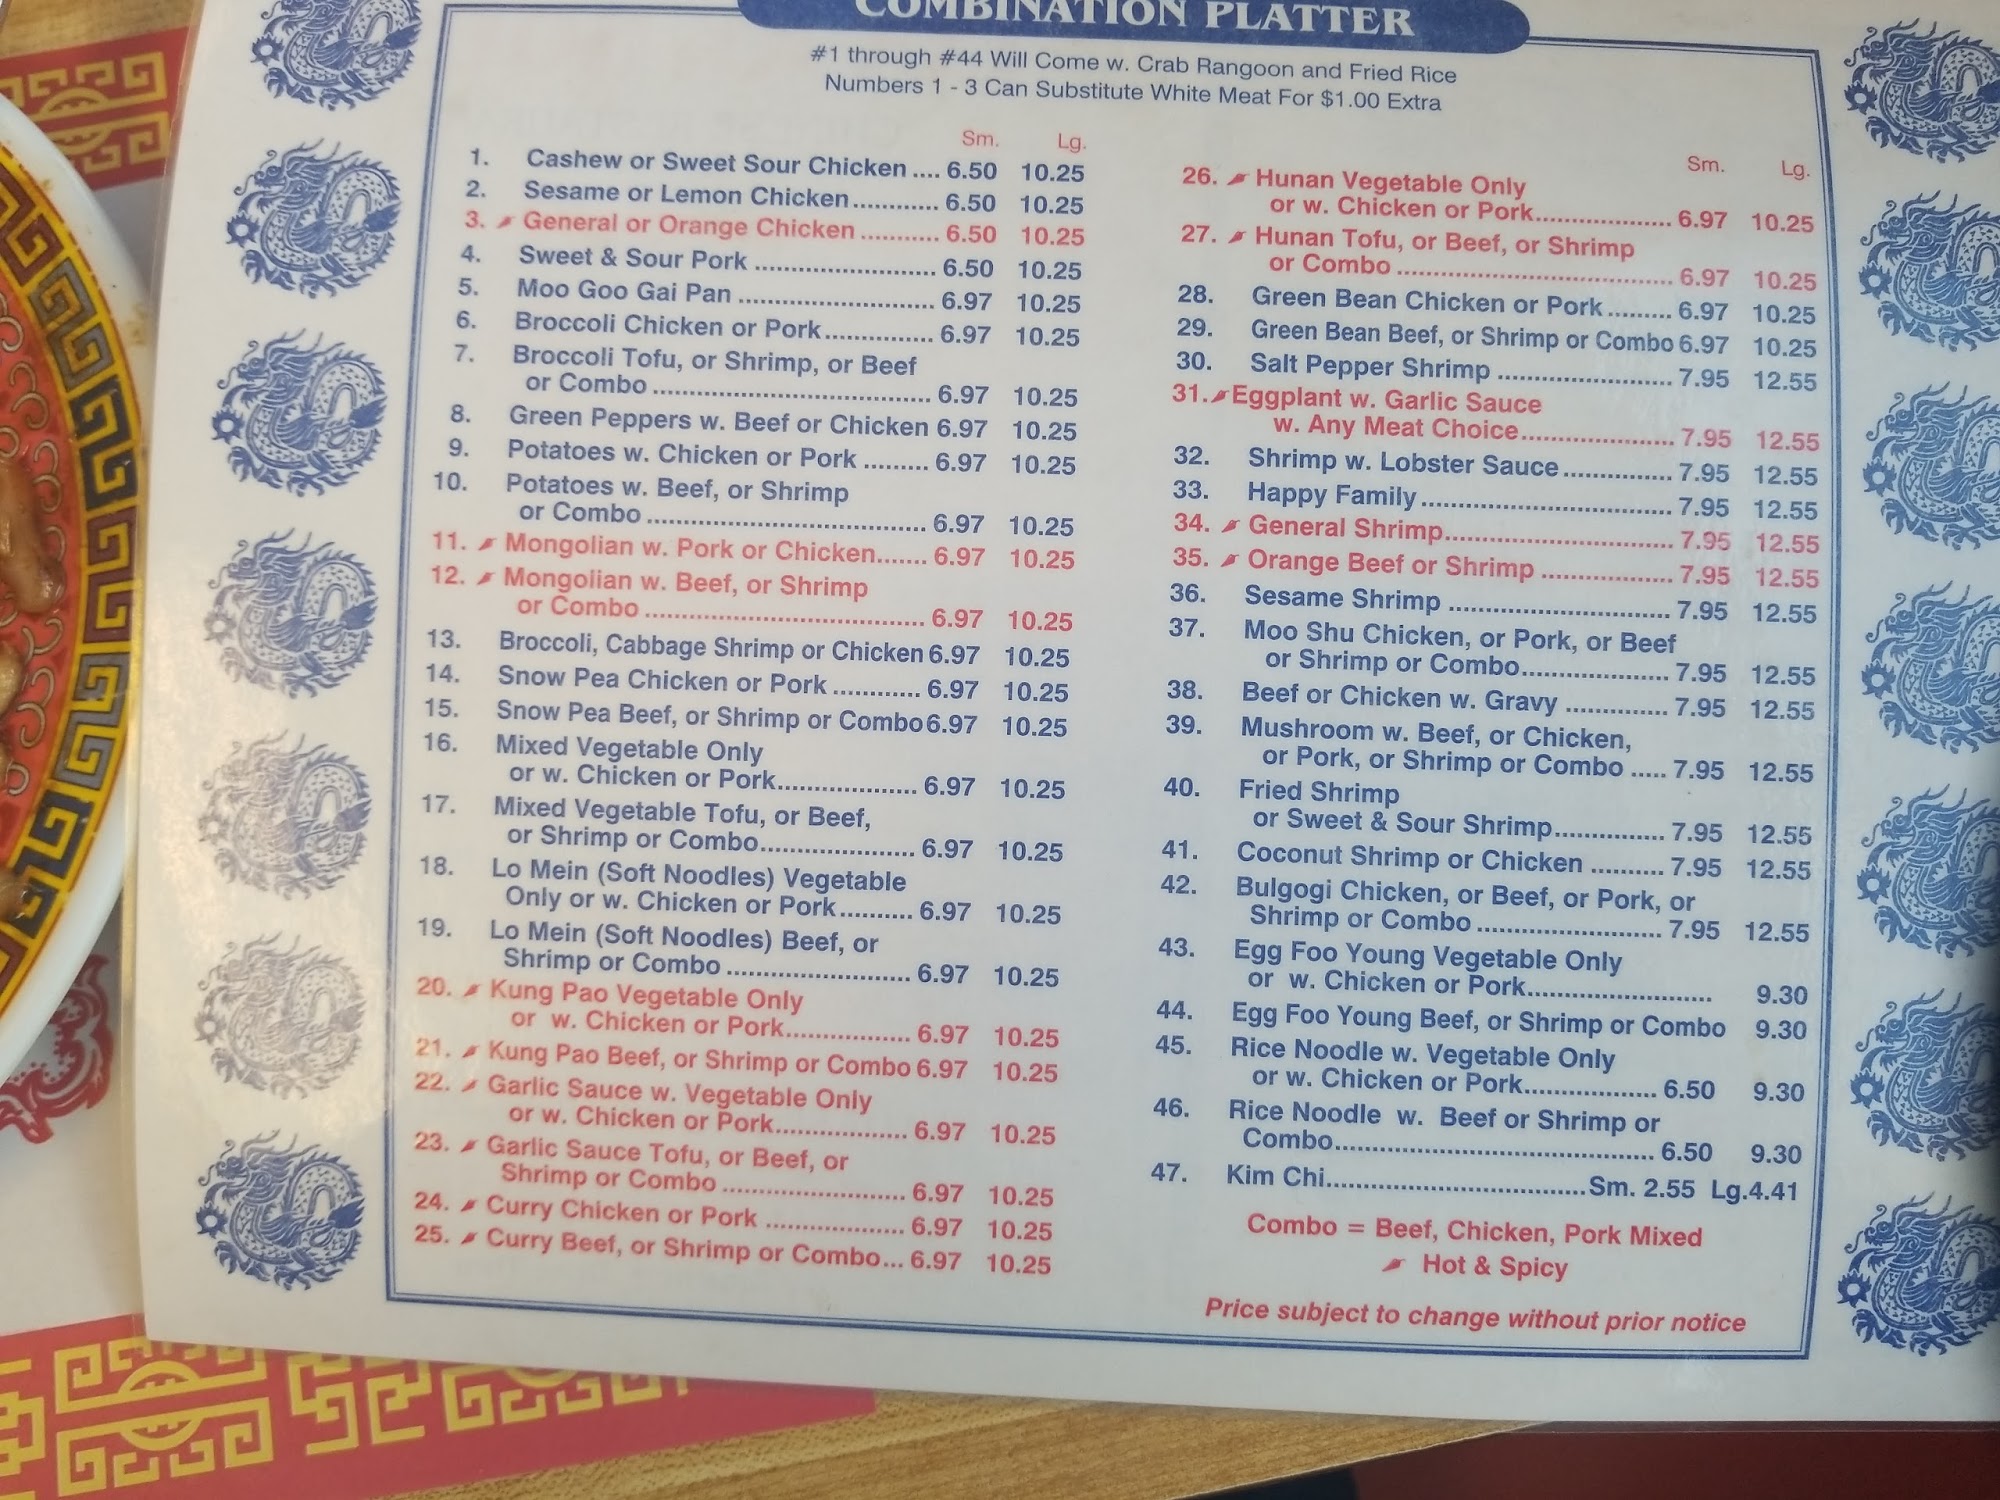 COMBINATION PLATTER
#1 through #44 Will Come w. Crab Rangoon and Fried Rice
Numbers 1 - 3 Can Substitute White Meat For $1.00 Extra
Sm. Lg.
1. Cashew or Sweet Sour Chicken .... 6.50 10.25
2. Sesame or Lemon Chicken............ 6.50 10.25
3. General or Orange Chicken ........... 6.50 10.25
4. Sweet & Sour Pork ......................... 6.50 10.25
5. Moo Goo Gai Pan ........................... 6.97 10.25
6. Broccoli Chicken or Pork............... 6.97 10.25
7. Broccoli Tofu, or Shrimp, or Beef
or Combo ...................................... 6.97 10.25
8. Green Peppers w. Beef or Chicken 6.97 10.25
9. Potatoes w. Chicken or Pork ......... 6.97 10.25
10. Potatoes w. Beef, or Shrimp
or Combo ...................................... 6.97 10.25
11. Mongolian w. Pork or Chicken....... 6.97 10.25
12. Mongolian w. Beef, or Shrimp
or Combo ...................................... 6.97 10.25
13. Broccoli, Cabbage Shrimp or Chicken 6.97 10.25
14. Snow Pea Chicken or Pork ............ 6.97 10.25
15. Snow Pea Beef, or Shrimp or Combo 6.97 10.25
16. Mixed Vegetable Only
or w. Chicken or Pork................... 6.97 10.25
17. Mixed Vegetable Tofu, or Beef,
or Shrimp or Combo..................... 6.97 10.25
18. Lo Mein (Soft Noodles) Vegetable
Only or w. Chicken or Pork.......... 6.97 10.25
19. Lo Mein (Soft Noodles) Beef, or
Shrimp or Combo ......................... 6.97 10.25
20. Kung Pao Vegetable Only
or w. Chicken or Pork................. 6.97 10.25
21. Kung Pao Beef, or Shrimp or Combo 6.97 10.25
22. Garlic Sauce w. Vegetable Only
or w. Chicken or Pork.................. 6.97 10.25
23. Garlic Sauce Tofu, or Beef, or
Shrimp or Combo ......................... 6.97 10.25
24. Curry Chicken or Pork ................... 6.97 10.25
25. Curry Beef, or Shrimp or Combo... 6.97 10.25
Sm. Lg.
26. Hunan Vegetable Only
or w. Chicken or Pork................... 6.97 10.25
27. Hunan Tofu, or Beef, or Shrimp
or Combo ...................................... 6.97 10.25
28. Green Bean Chicken or Pork ......... 6.97 10.25
29. Green Bean Beef, or Shrimp or Combo 6.97 10.25
30. Salt Pepper Shrimp ........................ 7.95 12.55
31. Eggplant w. Garlic Sauce
w. Any Meat Choice..................... 7.95 12.55
32. Shrimp w. Lobster Sauce ............... 7.95 12.55
33. Happy Family .................................. 7.95 12.55
34. General Shrimp............................... 7.95 12.55
35. Orange Beef or Shrimp .................. 7.95 12.55
36. Sesame Shrimp .............................. 7.95 12.55
37. Moo Shu Chicken, or Pork, or Beef
or Shrimp or Combo.................... 7.95 12.55
38. Beef or Chicken w. Gravy .............. 7.95 12.55
39. Mushroom w. Beef, or Chicken,
or Pork, or Shrimp or Combo ..... 7.95 12.55
40. Fried Shrimp
or Sweet & Sour Shrimp............... 7.95 12.55
41. Coconut Shrimp or Chicken .......... 7.95 12.55
42. Bulgogi Chicken, or Beef, or Pork, or
Shrimp or Combo ......................... 7.95 12.55
43. Egg Foo Young Vegetable Only
or w. Chicken or Pork......................... 9.30
44. Egg Foo Young Beef, or Shrimp or Combo 9.30
45. Rice Noodle w. Vegetable Only
or w. Chicken or Pork.................. 6.50 9.30
46. Rice Noodle w. Beef or Shrimp or
Combo........................................... 6.50 9.30
47. Kim Chi...................................Sm. 2.55 Lg.4.41
Combo = Beef, Chicken, Pork Mixed
Hot & Spicy
Price subject to change without prior notice